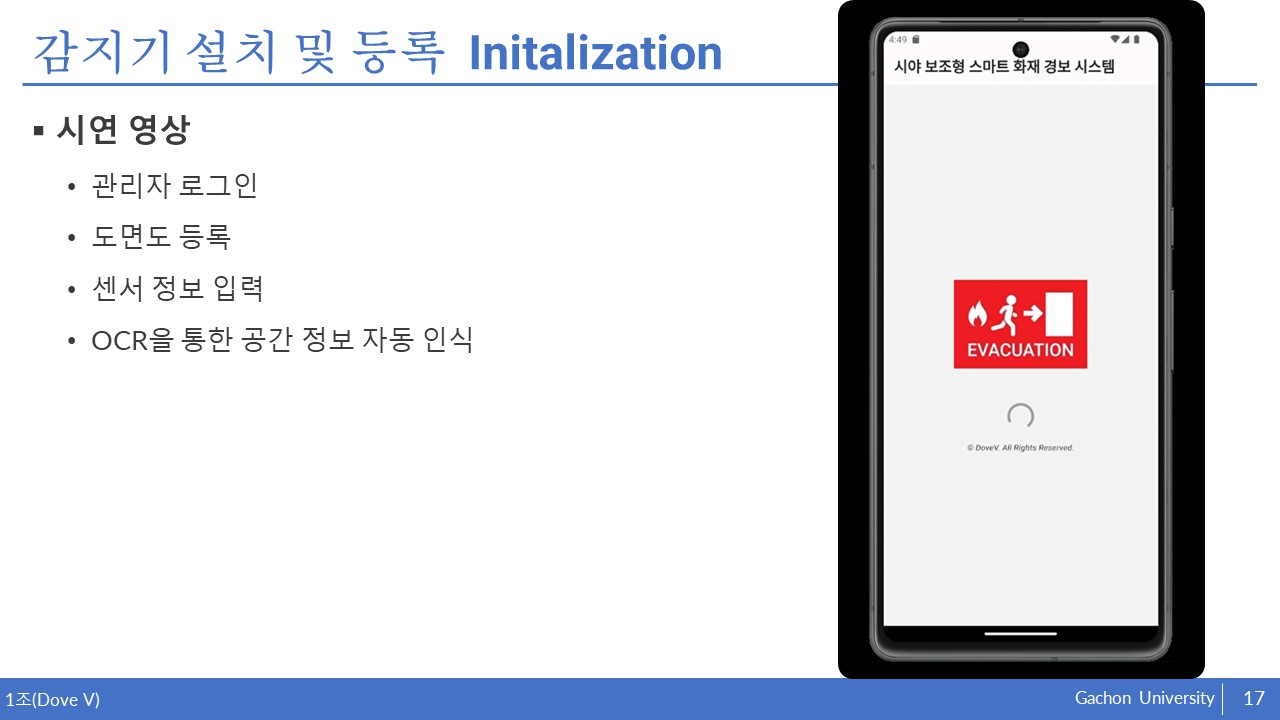 감지기 설치 및 등록 Initalization
▪ 시연 영상
• 관리자 로그인
• 도면도 등록
• 센서 정보 입력
• OCR을 통한 공간 정보 자동 인식
4:49
시야 보조형 스마트 화재 경보 시스템
EVACUATION
© DoveV. All Rights Reserved.
1조(Dove V)
Gachon University
17